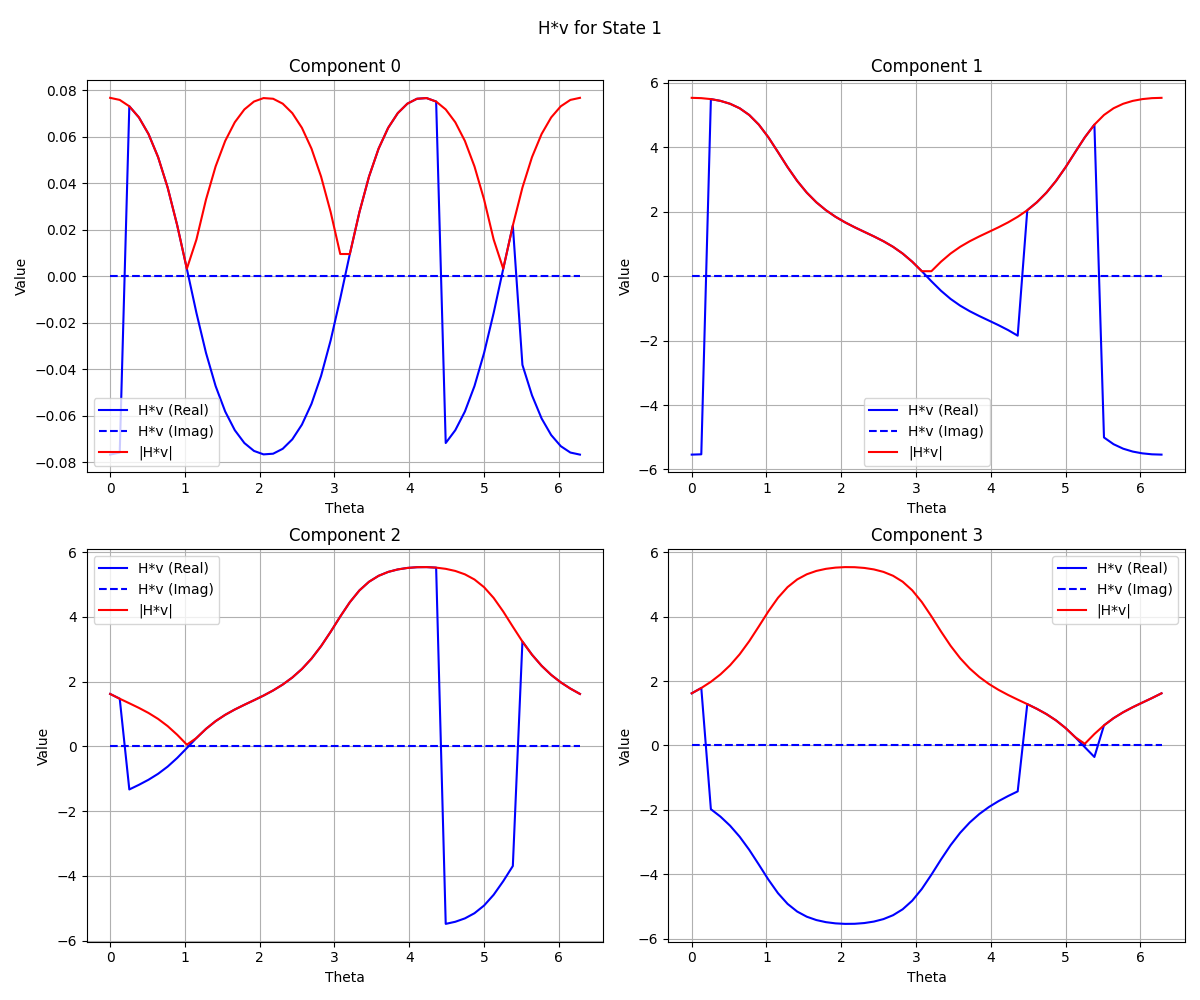 H*v for State 1
Component 0
0.08
0.06
0.04
0.02
0.00
−0.02
−0.04
−0.06
−0.08
Value
H*v (Real)
H*v (Imag)
|H*v|
0 1 2 3 4 5 6
Theta
Component 1
6
4
2
0
−2
−4
−6
Value
H*v (Real)
H*v (Imag)
|H*v|
0 1 2 3 4 5 6
Theta
Component 2
6
4
2
0
−2
−4
−6
Value
H*v (Real)
H*v (Imag)
|H*v|
0 1 2 3 4 5 6
Theta
Component 3
6
4
2
0
−2
−4
−6
Value
H*v (Real)
H*v (Imag)
|H*v|
0 1 2 3 4 5 6
Theta